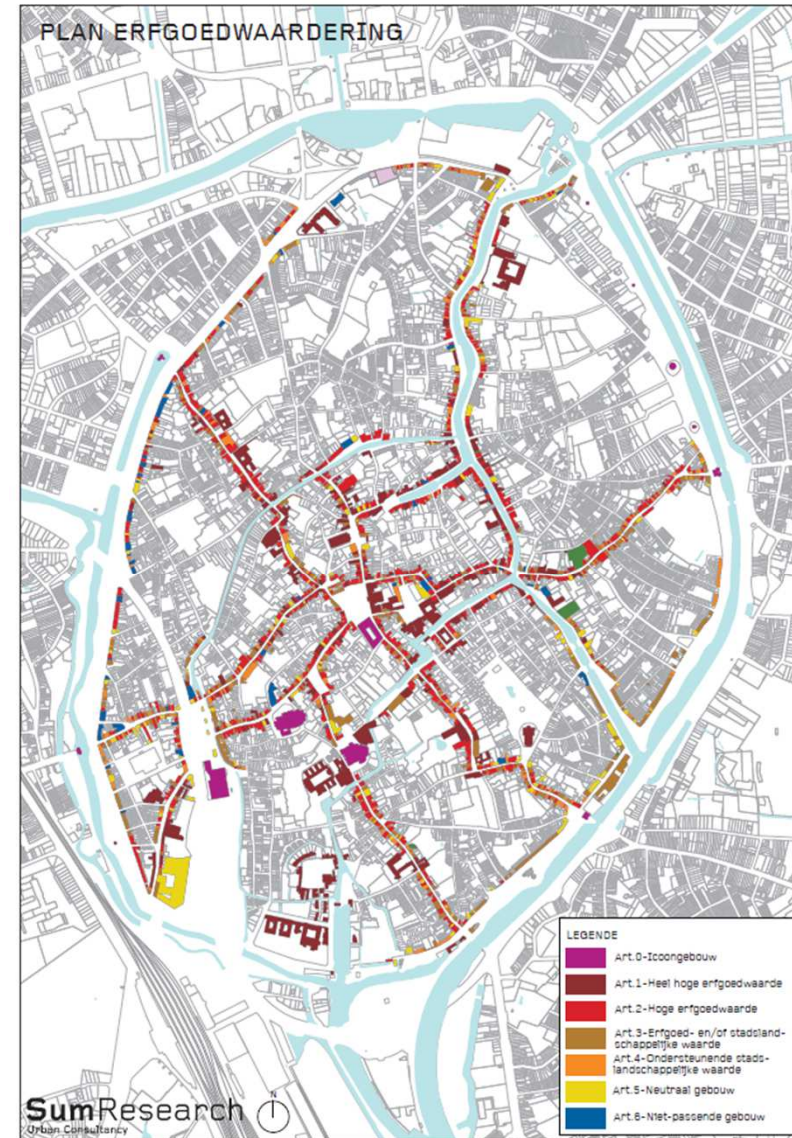 PLAN ERFGOEDWAARDERING
LEGENDE
Art.0-Icoongebouw
Art.1-Heel hoge erfgoedwaarde
Art.2-Hoge erfgoedwaarde
Art.3-Erfgoed- en/of stadsland-
schappelijke waarde
Art.4-Ondersteunende stads-
landschappelijke waarde
Art.5-Neutraal gebouw
Art.6-Niet-passende gebouw
N
SumResearch
Urban Consultancy